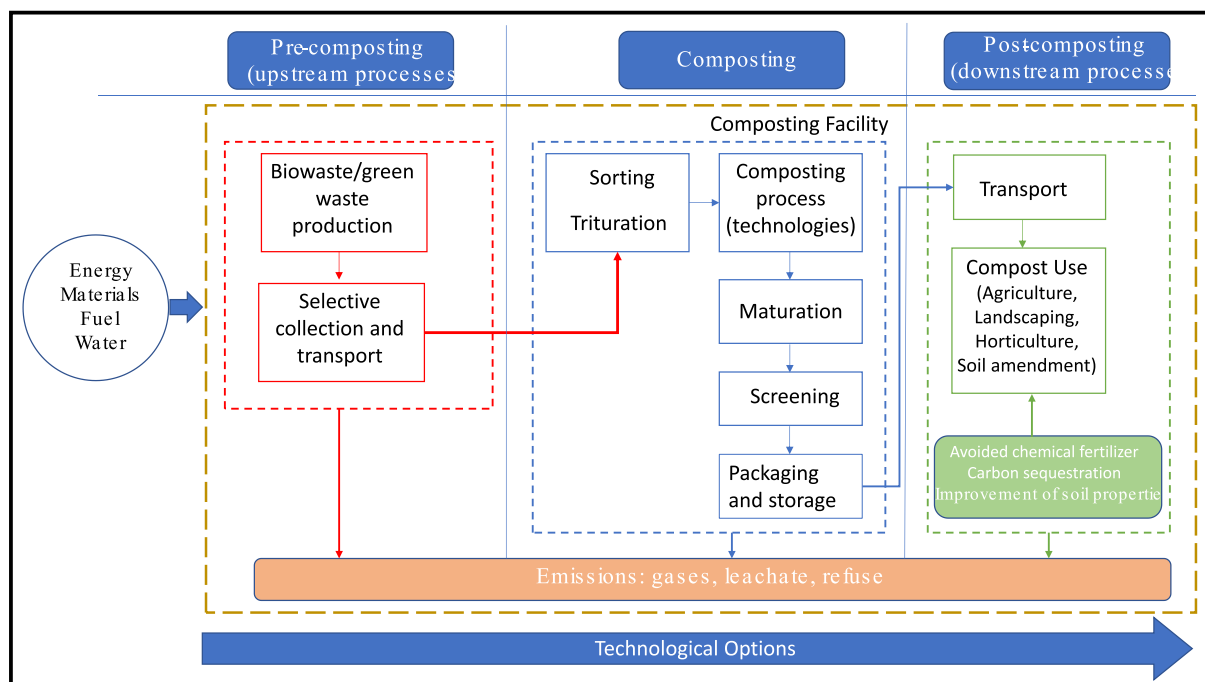 Pre-composting
(upstream processes
Composting
Post-composting
(downstream processe
Composting Facility
Biowaste/green
waste
production
Selective
collection and
transport
Energy
Materials
Fuel
Water
Sorting
Trituration
Composting
process
(technologies)
Maturation
Screening
Packaging
and storage
Transport
Compost Use
(Agriculture,
Landscaping,
Horticulture,
Soil amendment)
Avoided chemical fertilizer
Carbon sequestration
Improvement of soil propertie
Emissions: gases, leachate, refuse
Technological Options